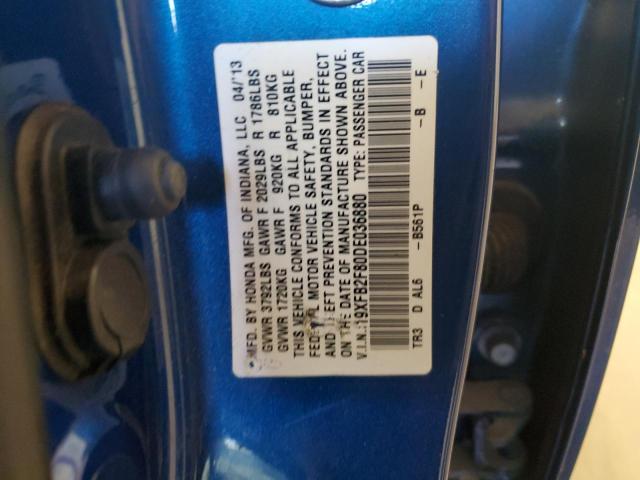 MFD. BY HONDA MFG. OF INDIANA, LLC 04/'13
GVWR 3792LBS GAWR F 2029LBS R 1786LBS
GVWR 1720KG GAWR F 920KG R 810KG
THIS VEHICLE CONFORMS TO ALL APPLICABLE
MOTOR VEHICLE SAFETY, BUMPER,
AND THEFT PREVENTION STANDARDS IN EFFECT
ON THE DATE OF MANUFACTURE SHOWN ABOVE.
V.I.N.:19XFB2F80DE036880 TYPE: PASSENGER CAR
TR3 D AL6 -B561P -B -E